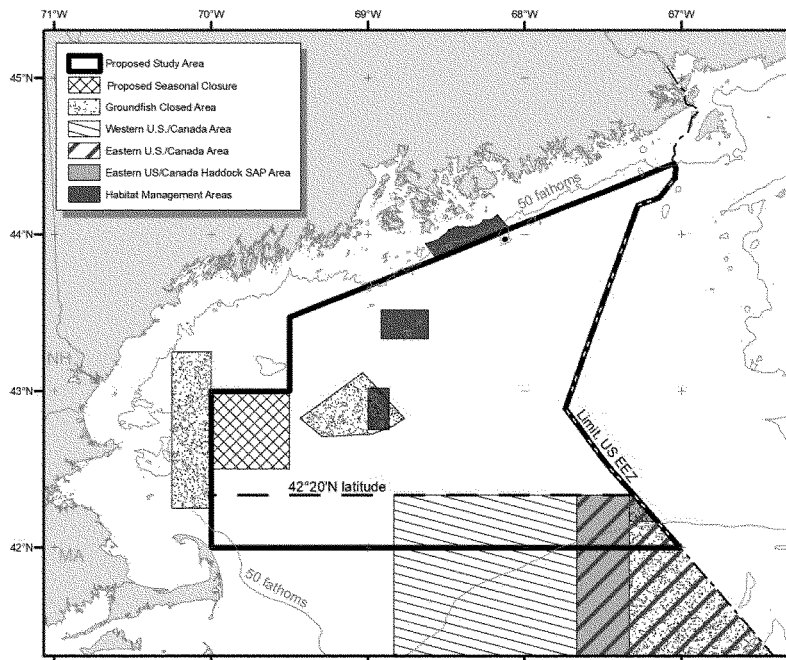 71°W 70°W 69°W 68°W 67°W
45°N
44°N
43°N
42°N
Proposed Study Area
Proposed Seasonal Closure
Groundfish Closed Area
Western U.S./Canada Area
Eastern U.S./Canada Area
Eastern US/Canada Haddock SAP Area
Habitat Management Areas
50 fathoms
NH
Limit, US EEZ
42°20'N latitude
MA
50 fathoms